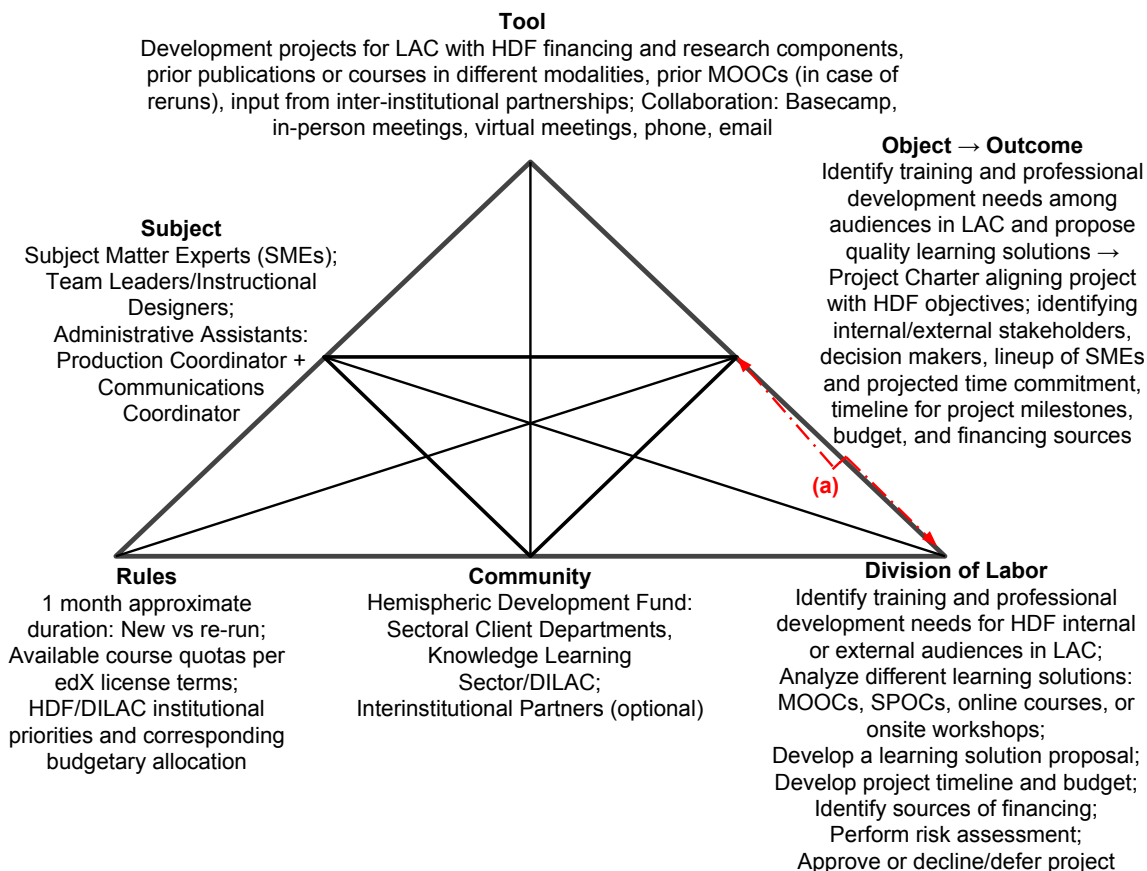 Tool
Development projects for LAC with HDF financing and research components,
prior publications or courses in different modalities, prior MOOCs (in case of
reruns), input from inter-institutional partnerships; Collaboration: Basecamp,
in-person meetings, virtual meetings, phone, email
Object → Outcome
Identify training and professional
development needs among
audiences in LAC and propose
quality learning solutions →
Project Charter aligning project
with HDF objectives; identifying
internal/external stakeholders,
decision makers, lineup of SMEs
and projected time commitment,
timeline for project milestones,
budget, and financing sources
Subject
Subject Matter Experts (SMEs);
Team Leaders/Instructional
Designers;
Administrative Assistants:
Production Coordinator +
Communications
Coordinator
(a)
Rules
1 month approximate
duration: New vs re-run;
Available course quotas per
edX license terms;
HDF/DILAC institutional
priorities and corresponding
budgetary allocation
Community
Hemispheric Development Fund:
Sectoral Client Departments,
Knowledge Learning
Sector/DILAC;
Interinstitutional Partners (optional)
Division of Labor
Identify training and professional
development needs for HDF internal
or external audiences in LAC;
Analyze different learning solutions:
MOOCs, SPOCs, online courses, or
onsite workshops;
Develop a learning solution proposal;
Develop project timeline and budget;
Identify sources of financing;
Perform risk assessment;
Approve or decline/defer project